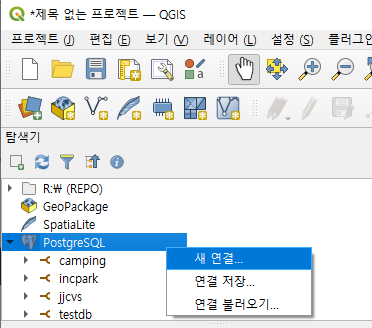 *제목 없는 프로젝트 — QGIS
프로젝트 (J) 편집 (E) 보기 (V) 레이어 (L) 설정 (S) 플러그인
탐색기
R:₩ (REPO)
GeoPackage
SpatiaLite
PostgreSQL
새 연결...
camping
연결 저장...
incpark
연결 불러오기...
jjcvs
testdb